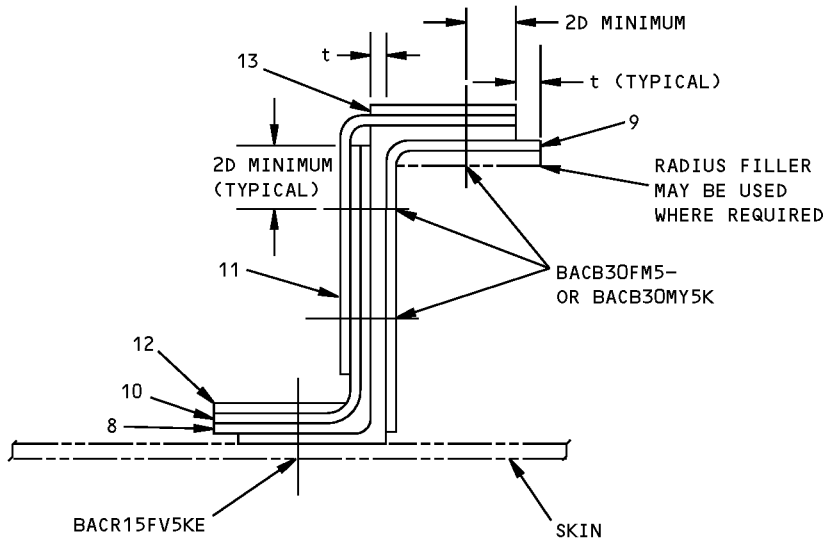 2D MINIMUM
t
t (TYPICAL)
13
9
2D MINIMUM
(TYPICAL)
RADIUS FILLER
MAY BE USED
WHERE REQUIRED
11
BACB30FM5-
OR BACB30MY5K
12
10
8
BACR15FV5KE
SKIN